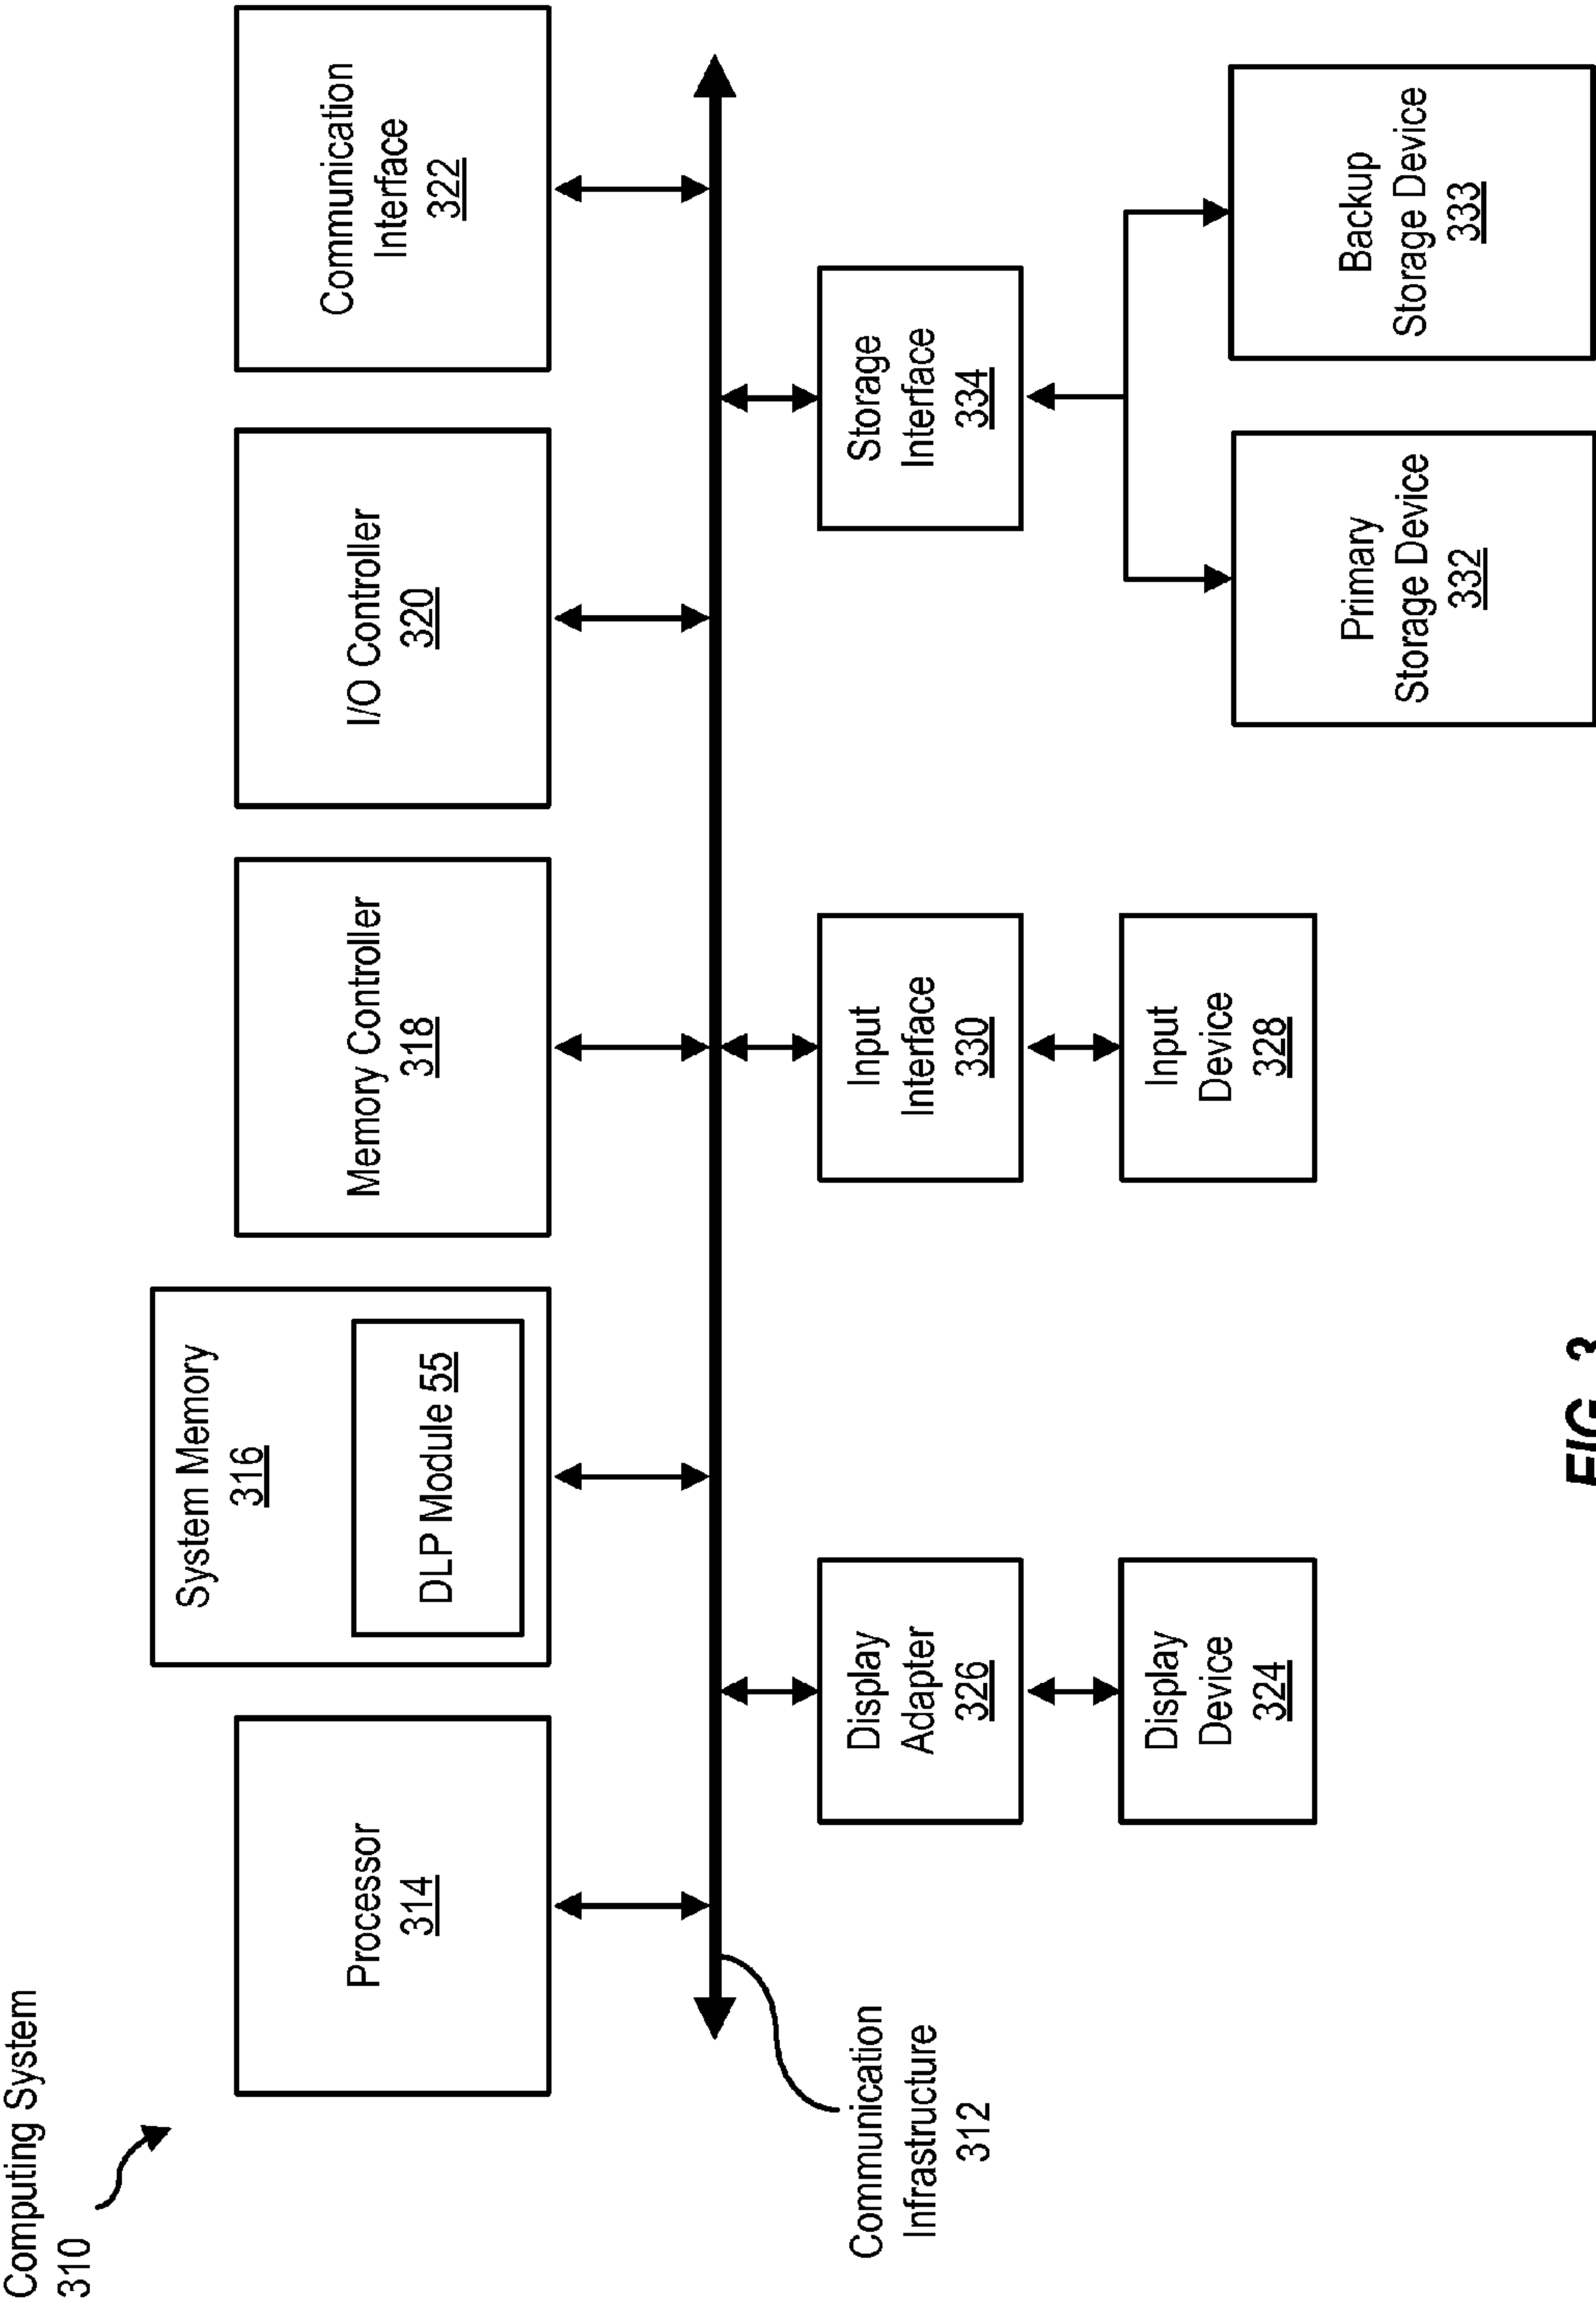 Computing System
310
Processor
314
System Memory
316
DLP Module 55
Memory Controller
318
I/O Controller
320
Communication
Interface
322
Communication
Infrastructure
312
Display
Adapter
326
Input
Interface
330
Storage
Interface
334
Display
Device
324
Input
Device
328
Primary
Storage Device
332
Backup
Storage Device
333
FIG. 3